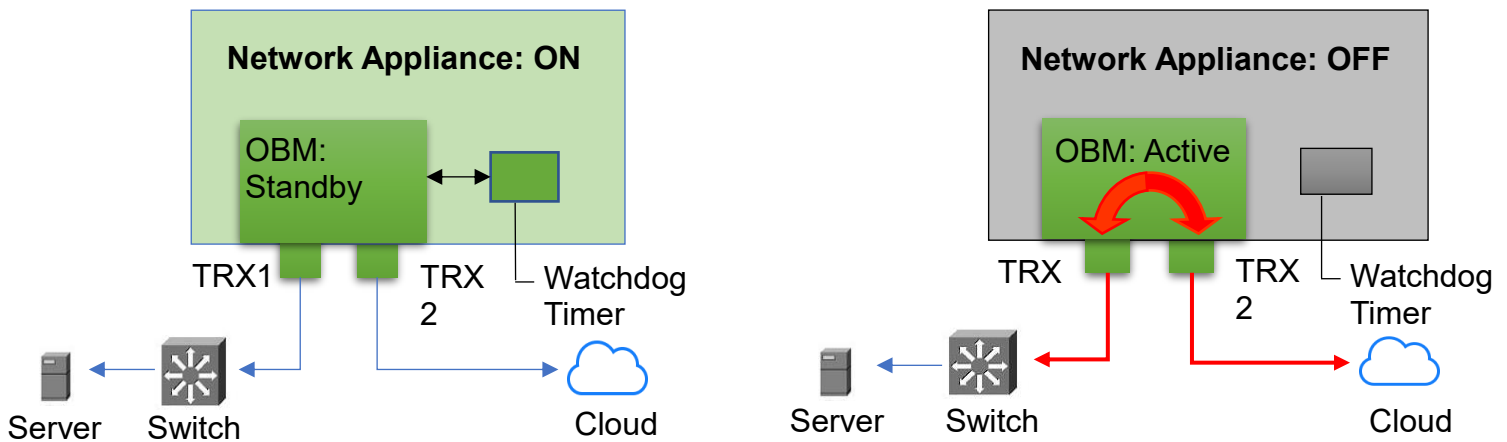 Network Appliance: ON
OBM:
Standby
TRX1
TRX
2
Watchdog
Timer
Server
Switch
Cloud
Network Appliance: OFF
OBM: Active
TRX
TRX
2
Watchdog
Timer
Server
Switch
Cloud